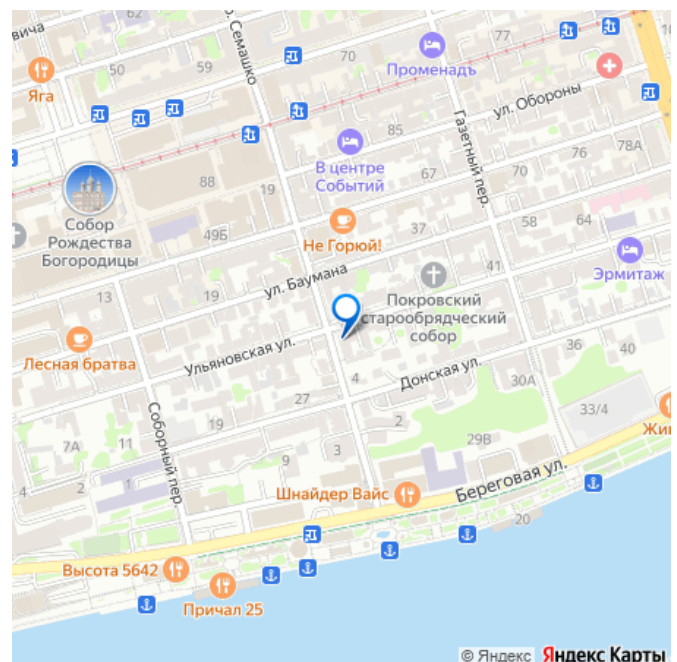 вича
62
р. Семашко
77
70
Променадъ
Яга
50
59
ул. Обороны
85
Газетный пер.
В центре
Событий
67
70
76
78А
88
19
Собор
Рождества
Богородицы
49Б
Не Горюй!
58
64
37
ул. Баумана
41
Эрмитаж
13
19
Покровский
старообрядческий
собор
Лесная братва
Ульяновская ул.
36
40
4
Донская ул.
30А
Соборный пер.
27
19
2
33/4
7А
11
29В
Жи
3
9
4
2
1
Шнайдер Вайс
Береговая ул.
20
Высота 5642
Причал 25
© Яндекс Яндекс Карты